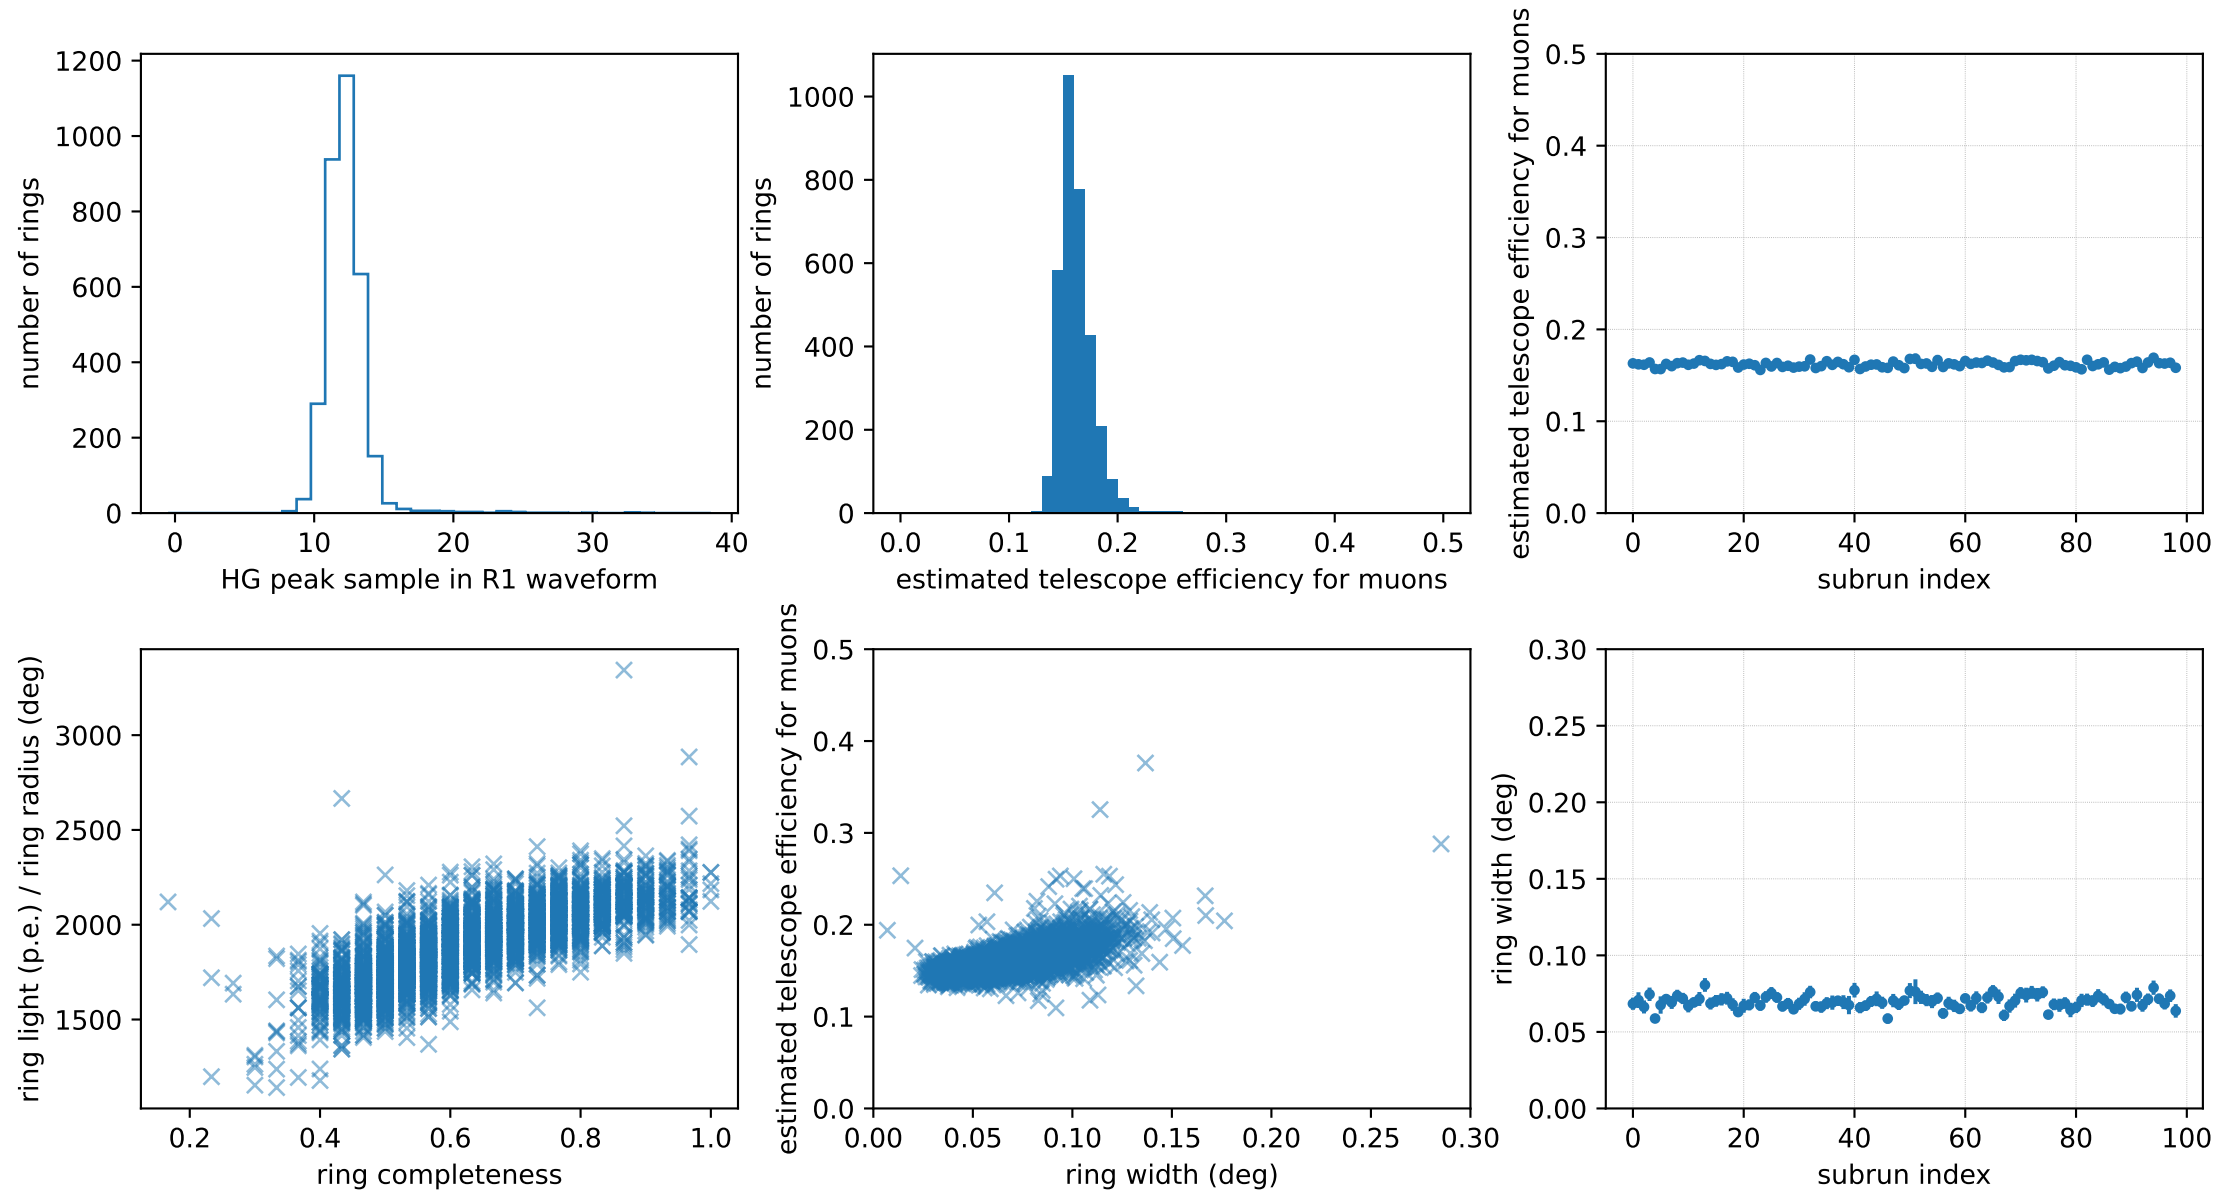 1200
1000
800
600
400
200
0
number of rings
0 10 20 30 40
HG peak sample in R1 waveform
1000
800
600
400
200
0
number of rings
0.0 0.1 0.2 0.3 0.4 0.5
estimated telescope efficiency for muons
0.5
0.4
0.3
0.2
0.1
0.0
estimated telescope efficiency for muons
0 20 40 60 80 100
subrun index
3000
2500
2000
1500
ring light (p.e.) / ring radius (deg)
0.2 0.4 0.6 0.8 1.0
ring completeness
0.5
0.4
0.3
0.2
0.1
0.0
estimated telescope efficiency for muons
0.00 0.05 0.10 0.15 0.20 0.25 0.30
ring width (deg)
0.30
0.25
0.20
0.15
0.10
0.05
0.00
ring width (deg)
0 20 40 60 80 100
subrun index